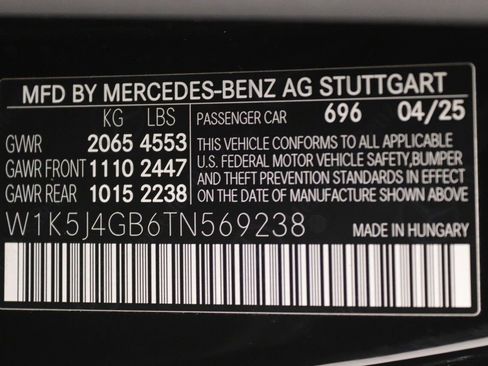 MFD BY MERCEDES-BENZ AG STUTTGART
KG LBS
PASSENGER CAR 696 04/25
GVWR 2065 4553
GAWR FRONT 1110 2447
GAWR REAR 1015 2238
THIS VEHICLE CONFORMS TO ALL APPLICABLE
U.S. FEDERAL MOTOR VEHICLE SAFETY,BUMPER
AND THEFT PREVENTION STANDARDS IN EFFECT
ON THE DATE OF MANUFACTURE SHOWN ABOVE
W1K5J4GB6TN569238
MADE IN HUNGARY